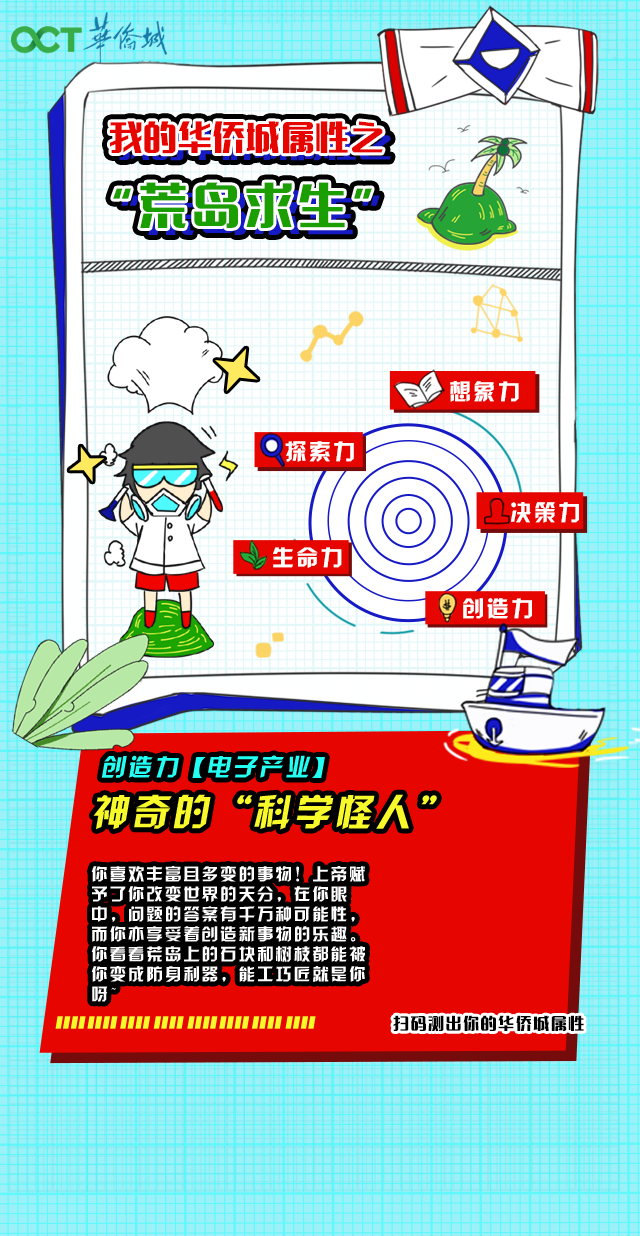 OCT 華僑城
我的华侨城属性之
“荒岛求生”
想象力
探索力
决策力
生命力
创造力
创造力【电子产业】
神奇的“科学怪人”
你喜欢丰富且多变的事物！上帝赋
予了你改变世界的天分，在你眼
中，问题的答案有千万种可能性，
而你亦享受着创造新事物的乐趣。
你看看荒岛上的石块和树枝都能被
你变成防身利器，能工巧匠就是你
呀~
扫码测出你的华侨城属性